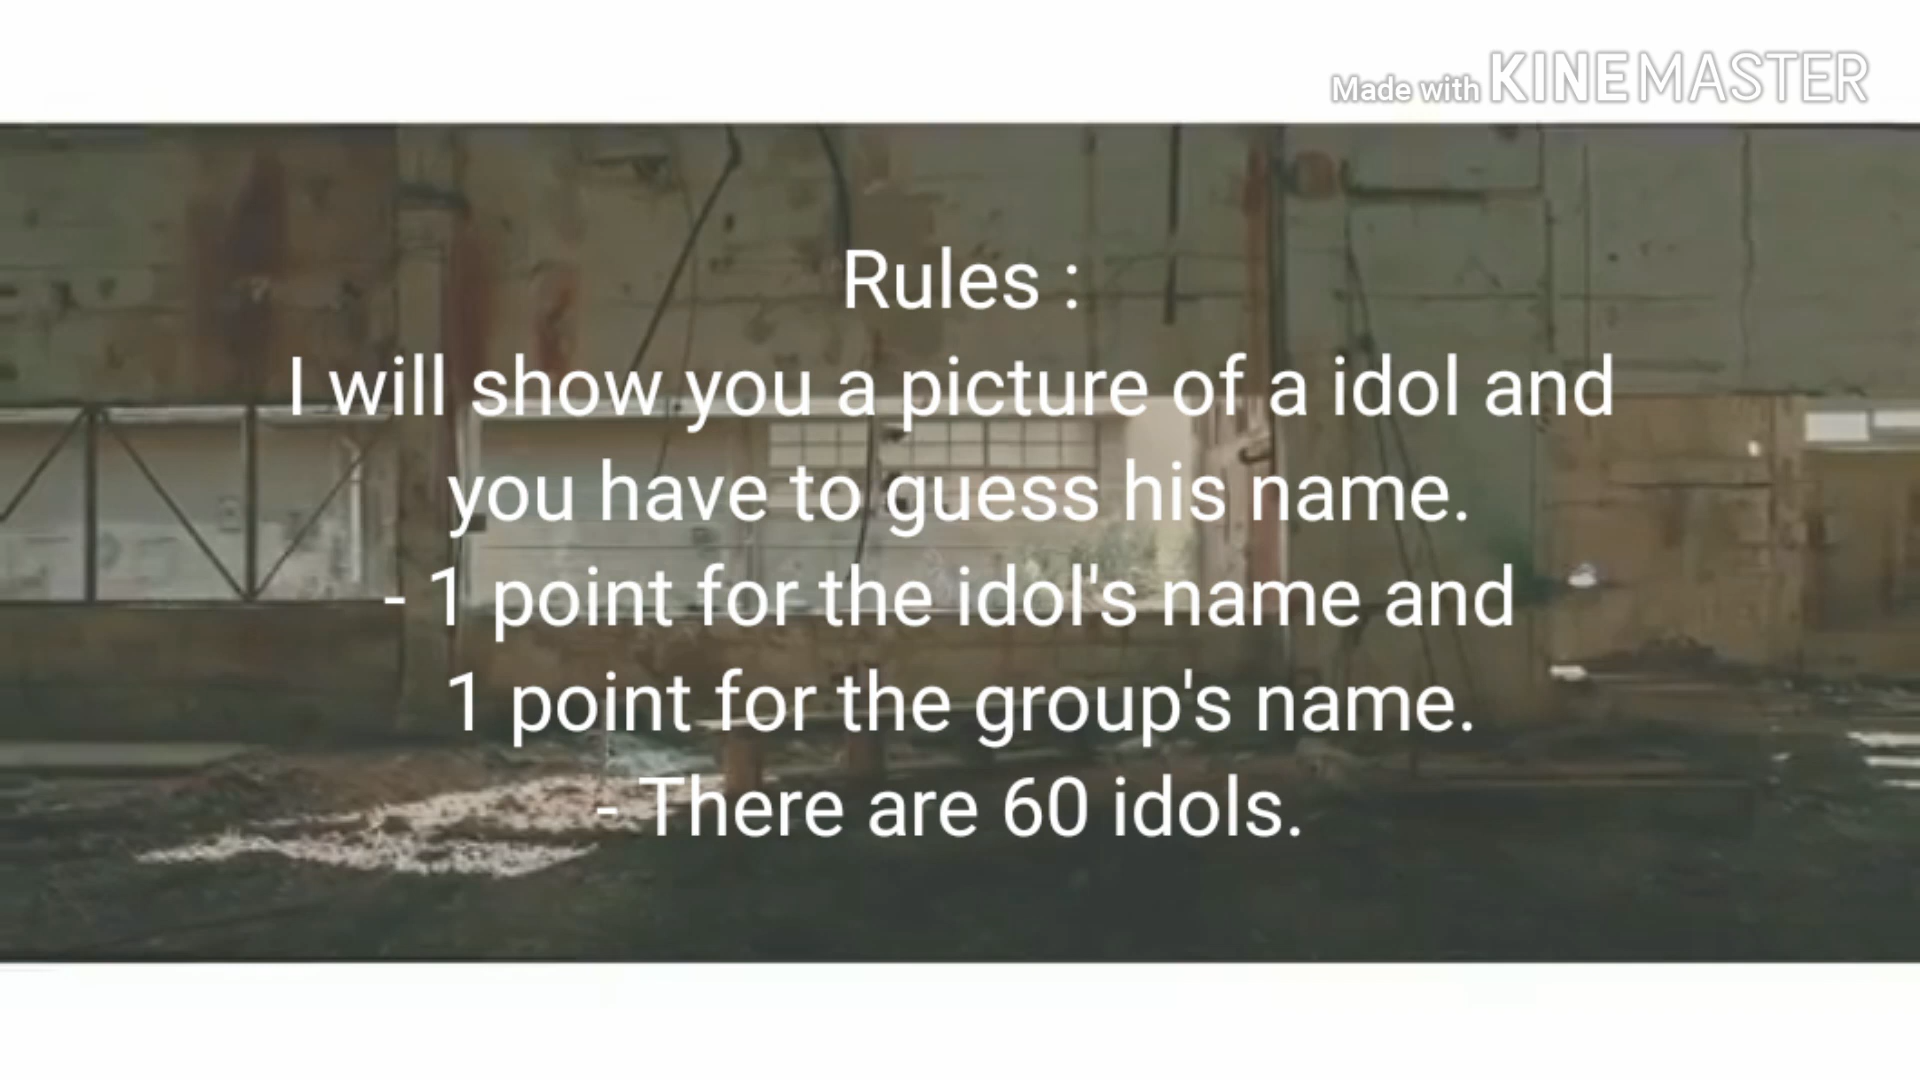 Made with KINEMASTER
Rules :
I will show you a picture of a idol and
you have to guess his name.
- 1 point for the idol's name and
1 point for the group's name.
- There are 60 idols.